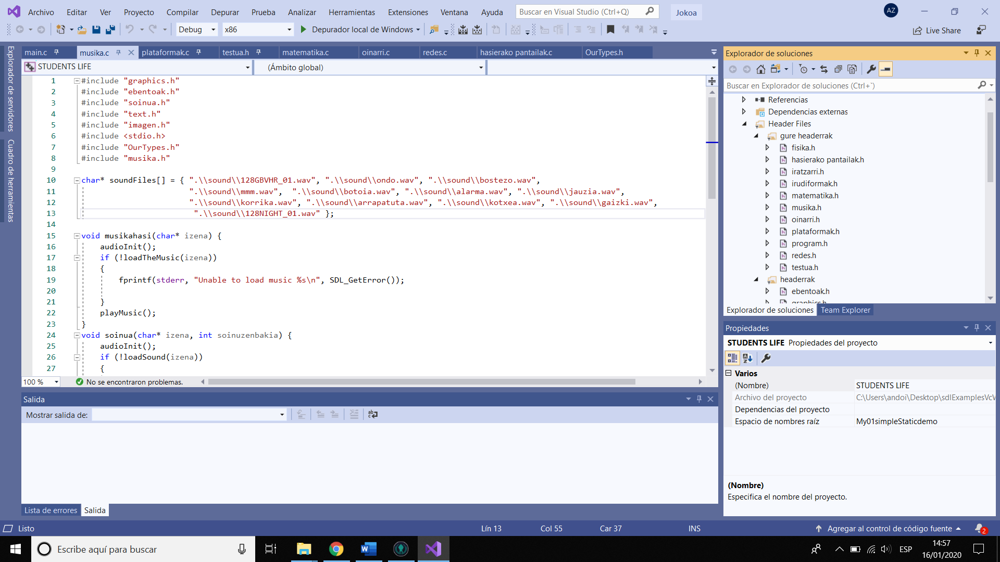 Archivo Editar Ver Proyecto Compilar Depurar Prueba Analizar Herramientas Extensiones Ventana Ayuda Buscar en Visual Studio (Ctrl+Q) Jokoa AZ
Debug x86 Depurador local de Windows Live Share
Explorador de servidores
Cuadro de herramientas
main.c musika.c plataformak.c testua.h matematika.c oinarri.c redes.c hasierako pantailak.c OurTypes.h
STUDENTS LIFE (Ámbito global)
1 #include "graphics.h"
2 #include "ebentoak.h"
3 #include "soinua.h"
4 #include "text.h"
5 #include "imagen.h"
6 #include <stdio.h>
7 #include "OurTypes.h"
8 #include "musika.h"
9
10 char* soundFiles[] = { ".\\sound\\128GBVHR_01.wav", ".\\sound\\ondo.wav", ".\\sound\\bostezo.wav",
11 ".\\sound\\mmm.wav", ".\\sound\\botoia.wav", ".\\sound\\alarma.wav", ".\\sound\\jauzia.wav",
12 ".\\sound\\korrika.wav", ".\\sound\\arrapatuta.wav", ".\\sound\\kotxea.wav", ".\\sound\\gaizki.wav",
13 ".\\sound\\128NIGHT_01.wav" };
14
15 void musikahasi(char* izena) {
16 audioInit();
17 if (!loadTheMusic(izena))
18 {
19 fprintf(stderr, "Unable to load music %s\n", SDL_GetError());
20
21 }
22 playMusic();
23 }
24 void soinua(char* izena, int soinuzenbakia) {
25 audioInit();
26 if (!loadSound(izena))
27 {
100 % No se encontraron problemas.
Salida
Mostrar salida de:
Lista de errores Salida
Explorador de soluciones
Buscar en Explorador de soluciones (Ctrl+`)
Referencias
Dependencias externas
Header Files
gure headerrak
fisika.h
hasierako pantailak.h
iratzarri.h
irudiformak.h
matematika.h
musika.h
oinarri.h
plataformak.h
program.h
redes.h
testua.h
headerrak
ebentoak.h
graphics.h
Explorador de soluciones Team Explorer
Propiedades
STUDENTS LIFE Propiedades del proyecto
Varios
(Nombre) STUDENTS LIFE
Archivo del proyecto C:\Users\andoi\Desktop\sdlExamplesVcW
Dependencias del proyecto
Espacio de nombres raíz My01simpleStaticdemo
(Nombre)
Especifica el nombre del proyecto.
Listo Lín 13 Col 55 Car 37 INS Agregar al control de código fuente 2
Escribe aquí para buscar ESP 14:57
16/01/2020